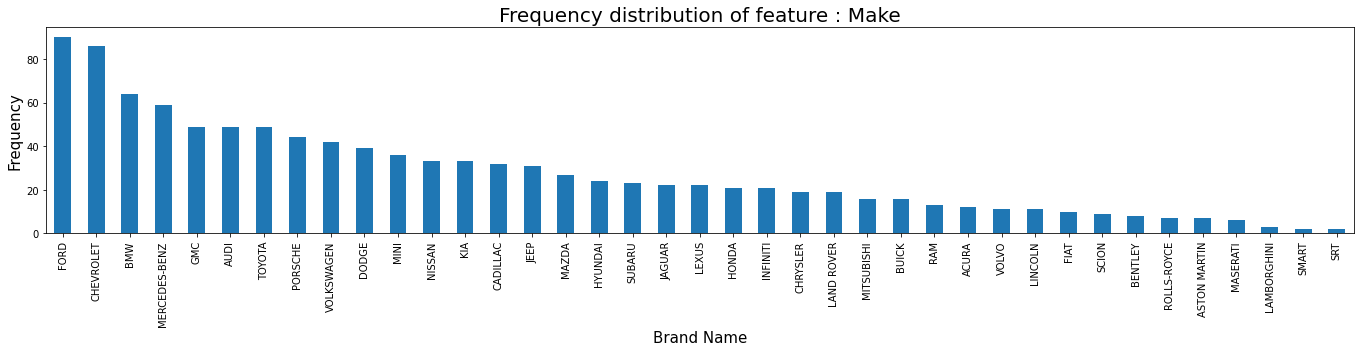 Frequency distribution of feature : Make
Frequency
80
60
40
20
0
FORD
CHEVROLET
BMW
MERCEDES-BENZ
GMC
AUDI
TOYOTA
PORSCHE
VOLKSWAGEN
DODGE
MINI
NISSAN
KIA
CADILLAC
JEEP
MAZDA
HYUNDAI
SUBARU
JAGUAR
LEXUS
HONDA
INFINITI
CHRYSLER
LAND ROVER
MITSUBISHI
BUICK
RAM
ACURA
VOLVO
LINCOLN
FIAT
SCION
BENTLEY
ROLLS-ROYCE
ASTON MARTIN
MASERATI
LAMBORGHINI
SMART
SRT
Brand Name